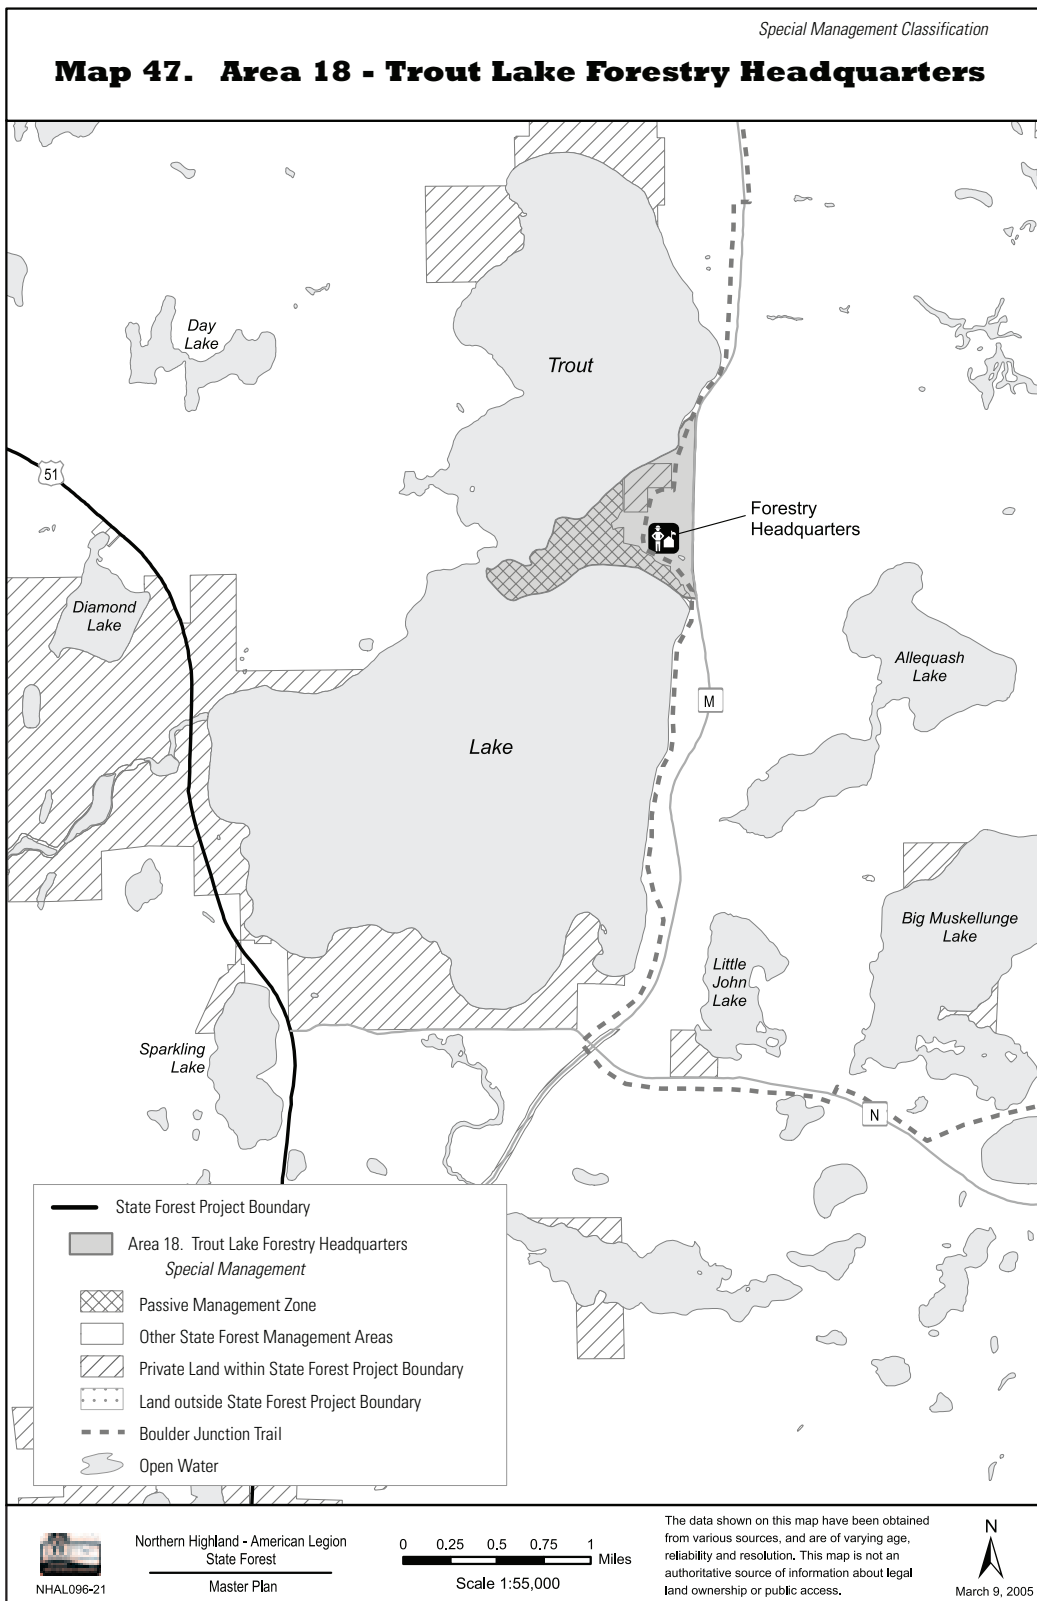 Special Management Classification
Map 47. Area 18 - Trout Lake Forestry Headquarters
Day
Lake
Trout
51
Forestry
Headquarters
Diamond
Lake
Allequash
Lake
M
Lake
Big Muskellunge
Lake
Little
John
Lake
Sparkling
Lake
N
State Forest Project Boundary
Area 18. Trout Lake Forestry Headquarters
Special Management
Passive Management Zone
Other State Forest Management Areas
Private Land within State Forest Project Boundary
Land outside State Forest Project Boundary
Boulder Junction Trail
Open Water
NHAL096-21
Northern Highland - American Legion
State Forest
Master Plan
0 0.25 0.5 0.75 1
Miles
Scale 1:55,000
The data shown on this map have been obtained
from various sources, and are of varying age,
reliability and resolution. This map is not an
authoritative source of information about legal
land ownership or public access.
N
March 9, 2005